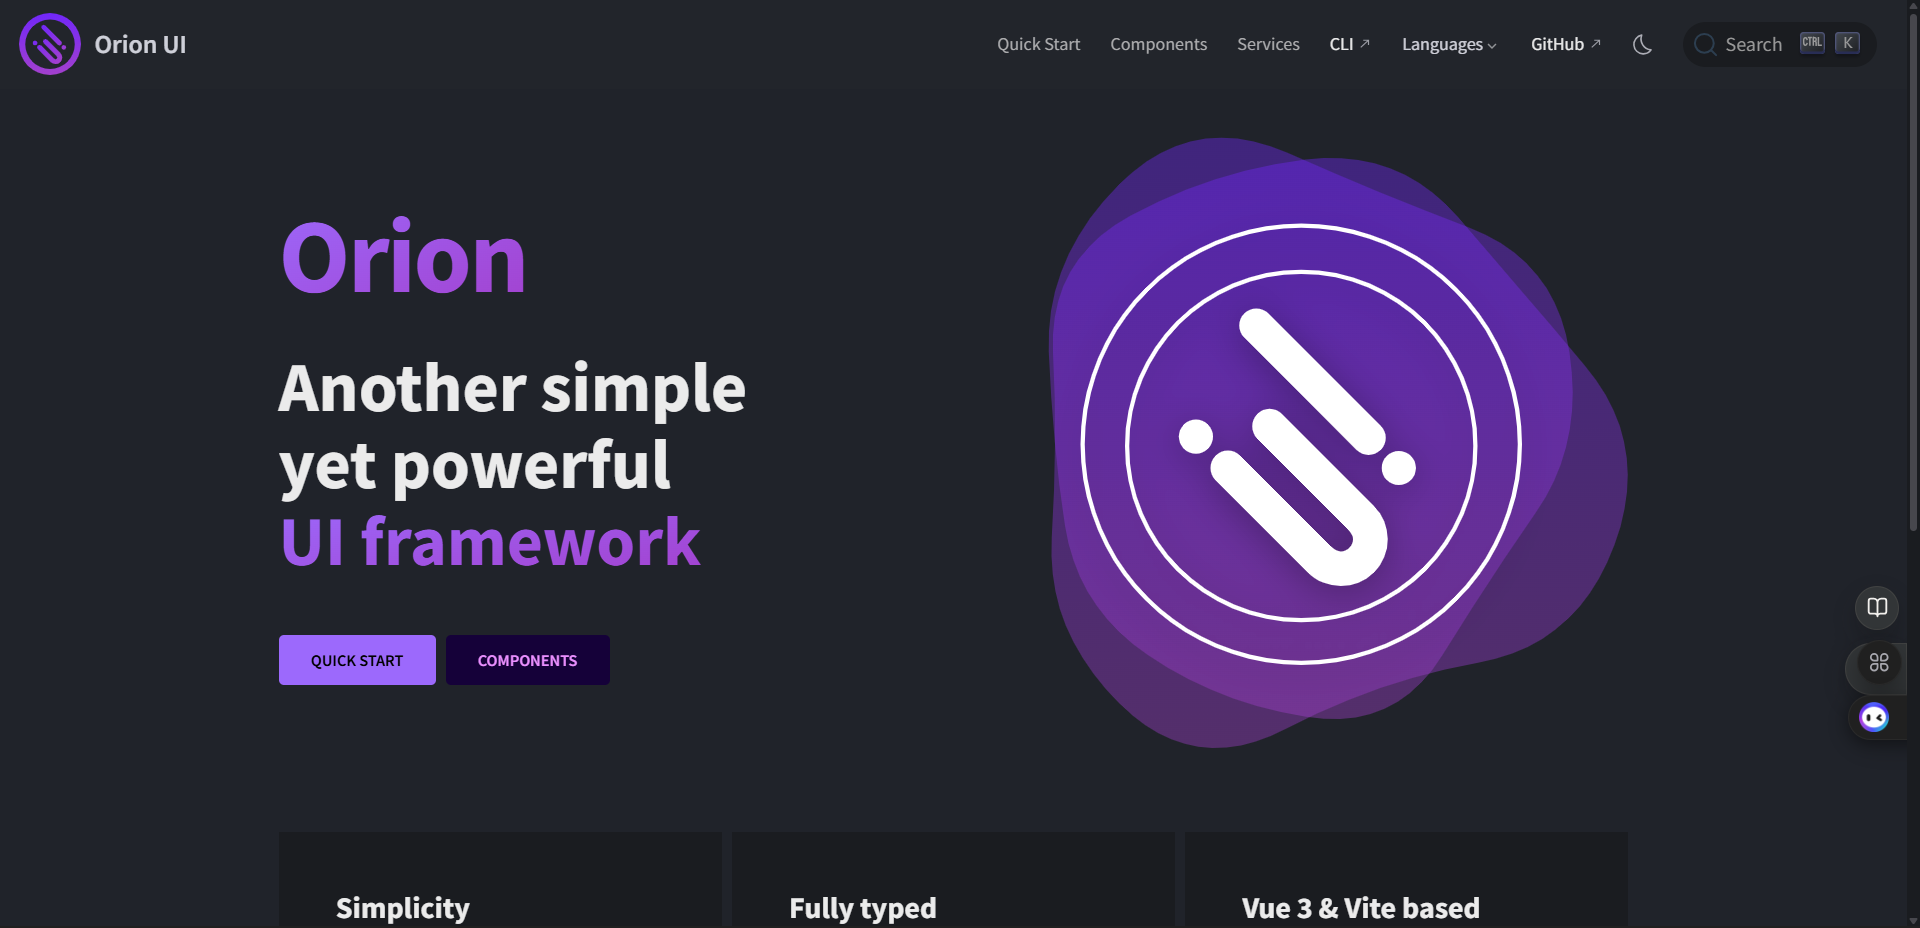 Orion UI
Quick Start Components Services CLI Languages GitHub Search CTRL K
Orion
Another simple
yet powerful
UI framework
QUICK START COMPONENTS
Simplicity Fully typed Vue 3 & Vite based